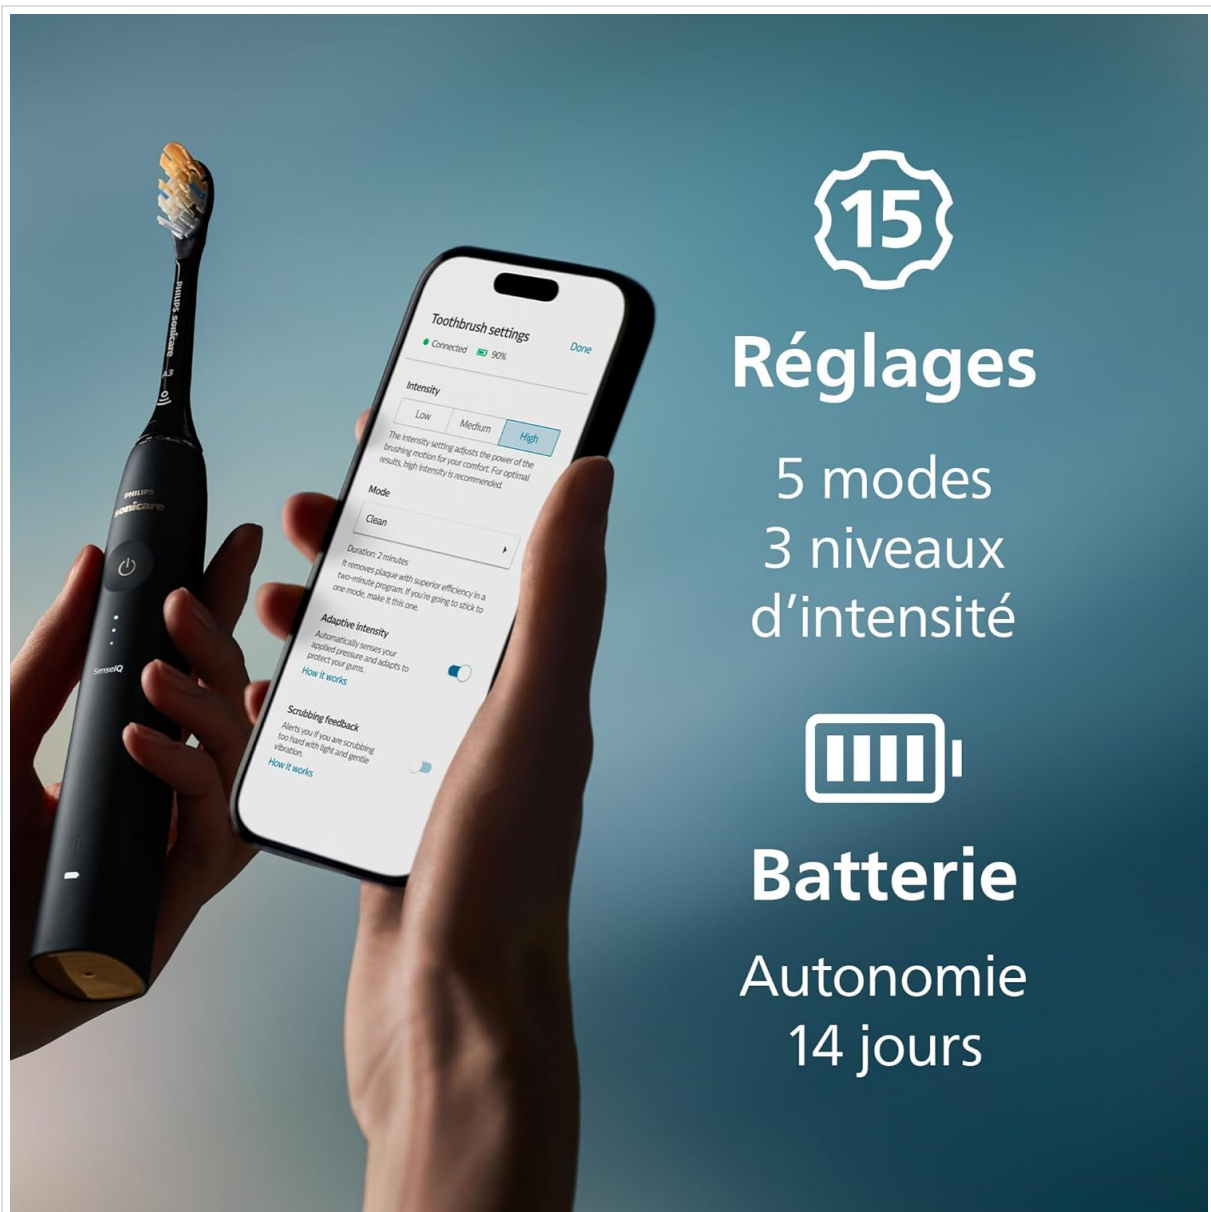 PHILIPS sonicare
A3
PHILIPS
sonicare
SenseIQ
Toothbrush settings
Done
Connected 90%
Intensity
Low Medium High
The intensity setting adjusts the power of the
brushing motion for your comfort. For optimal
results, high intensity is recommended.
Mode
Clean
Duration: 2 minutes
It removes plaque with superior efficiency in a
two-minute program. If you're going to stick to
one mode, make it this one.
Adaptive intensity
Automatically senses your
applied pressure and adapts to
protect your gums.
How it works
Scrubbing feedback
Alerts you if you are scrubbing
too hard with light and gentle
vibration.
How it works
15
Réglages
5 modes
3 niveaux
d'intensité
Batterie
Autonomie
14 jours